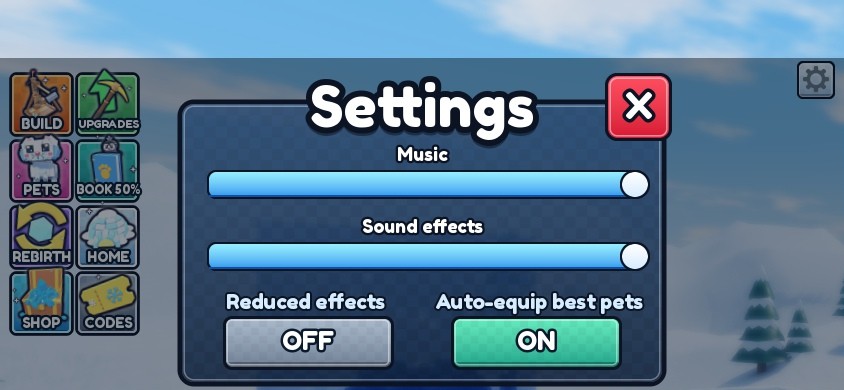 Settings
Music
Sound effects
Reduced effects
Auto-equip best pets
OFF
ON
BUILD
UPGRADES
PETS
BOOK 50%
REBIRTH
HOME
SHOP
CODES